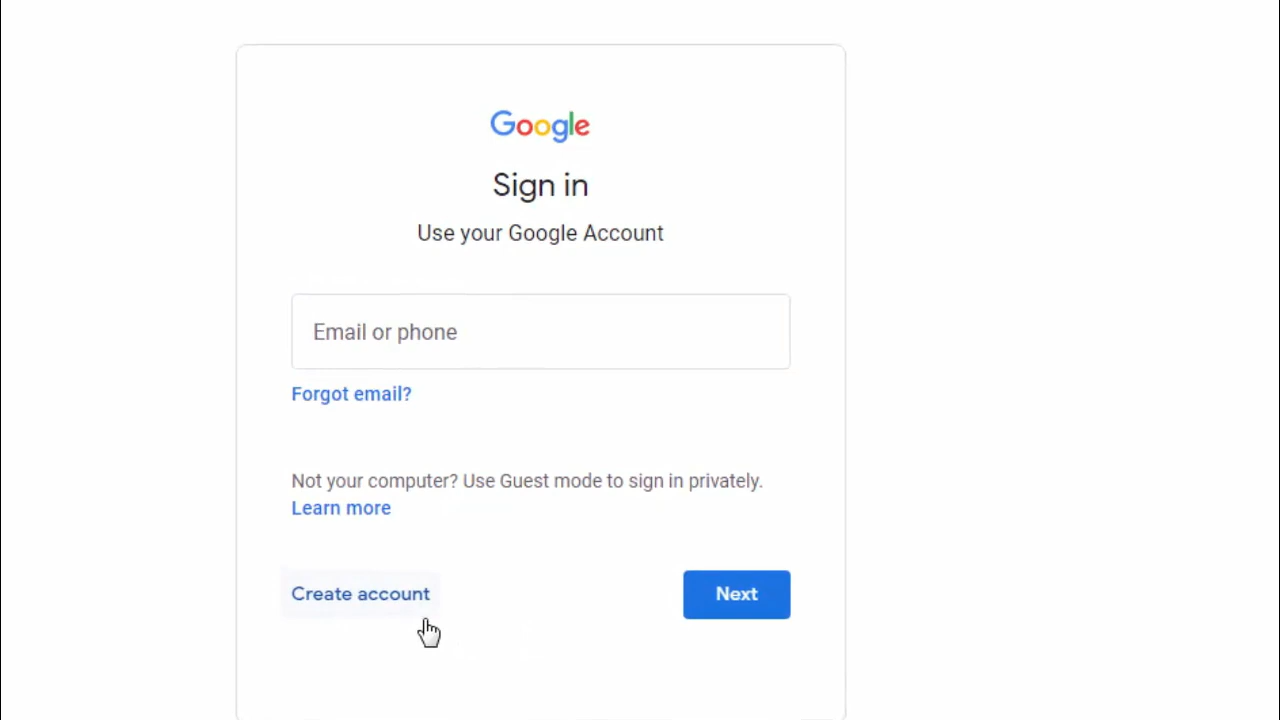 Google
Sign in
Use your Google Account
Email or phone
Forgot email?
Not your computer? Use Guest mode to sign in privately.
Learn more
Create account
Next